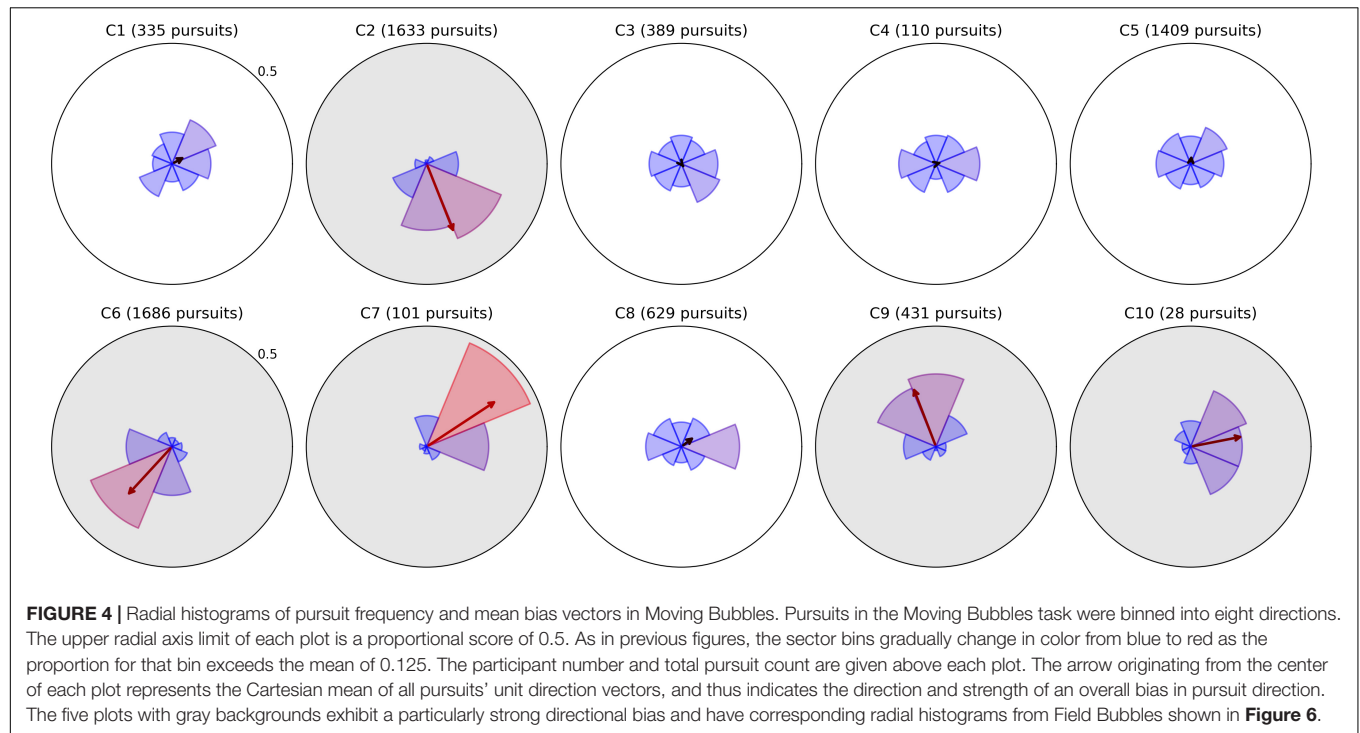 C1 (335 pursuits) C2 (1633 pursuits) C3 (389 pursuits) C4 (110 pursuits) C5 (1409 pursuits)
0.5
C6 (1686 pursuits) C7 (101 pursuits) C8 (629 pursuits) C9 (431 pursuits) C10 (28 pursuits)
0.5
FIGURE 4 | Radial histograms of pursuit frequency and mean bias vectors in Moving Bubbles. Pursuits in the Moving Bubbles task were binned into eight directions.
The upper radial axis limit of each plot is a proportional score of 0.5. As in previous figures, the sector bins gradually change in color from blue to red as the
proportion for that bin exceeds the mean of 0.125. The participant number and total pursuit count are given above each plot. The arrow originating from the center
of each plot represents the Cartesian mean of all pursuits’ unit direction vectors, and thus indicates the direction and strength of an overall bias in pursuit direction.
The five plots with gray backgrounds exhibit a particularly strong directional bias and have corresponding radial histograms from Field Bubbles shown in Figure 6.